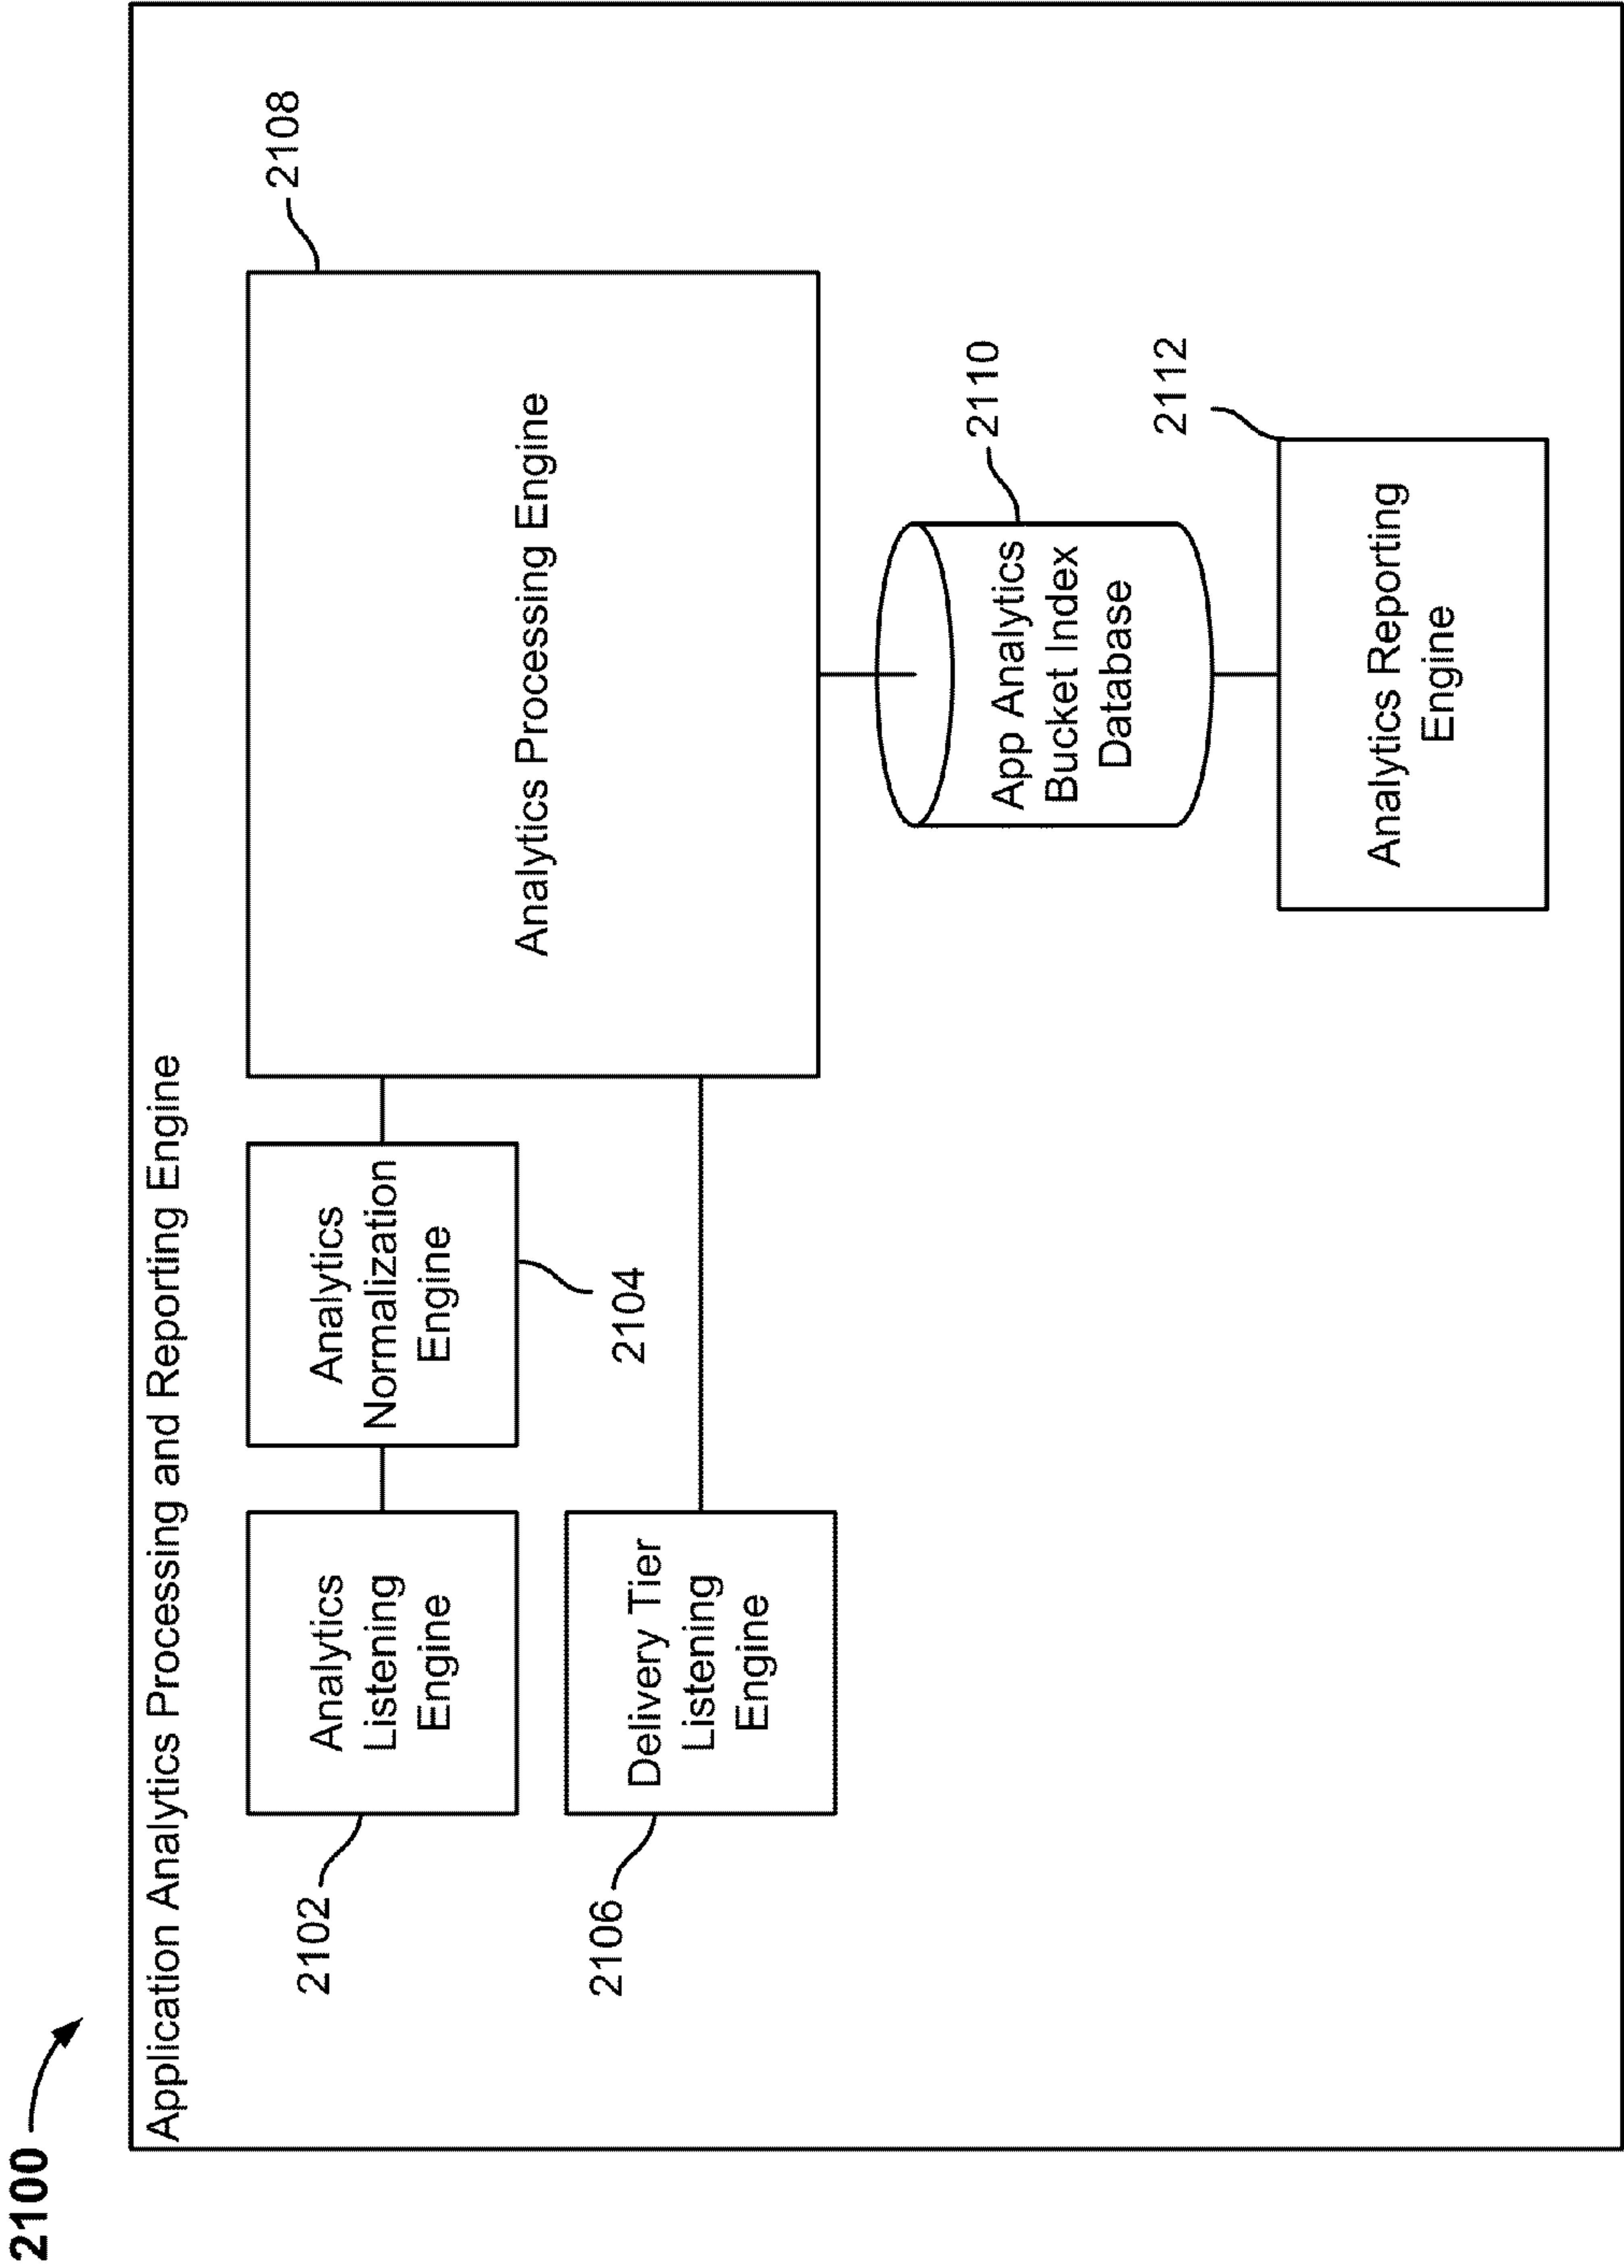 2100
Application Analytics Processing and Reporting Engine
2102
Analytics
Listening
Engine
Analytics
Normalization
Engine
2104
2106
Delivery Tier
Listening
Engine
Analytics Processing Engine
2108
App Analytics
Bucket Index
Database
2110
Analytics Reporting
Engine
2112